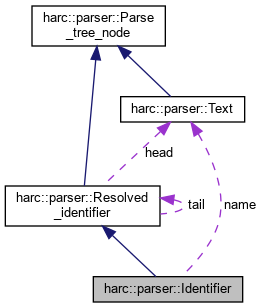 harc::parser::Parse
_tree_node
harc::parser::Text
head
harc::parser::Resolved
_identifier
tail
name
harc::parser::Identifier